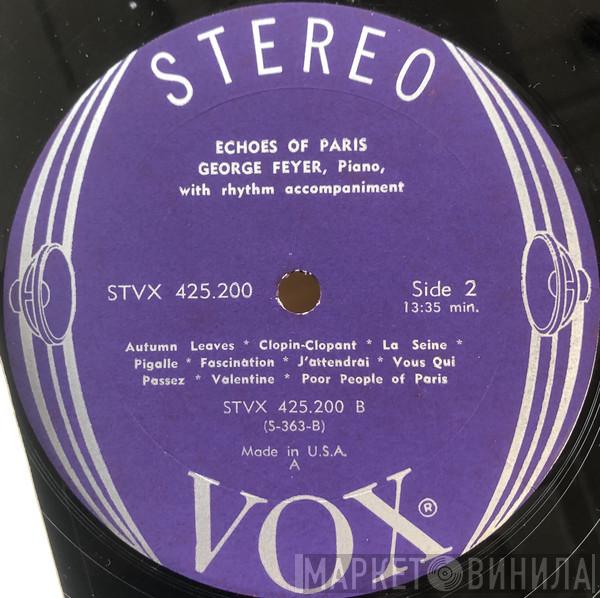 STEREO
ECHOES OF PARIS
GEORGE FEYER, Piano,
with rhythm accompaniment
STVX 425.200
Side 2
13:35 min.
Autumn Leaves * Clopin-Clopant * La Seine *
Pigalle * Fascination * J'attendrai * Vous Qui
Passez * Valentine * Poor People of Paris
STVX 425.200 B
(S-363-B)
Made in U.S.A.
A
VOX®
МАРКЕТ ВИНИЛА